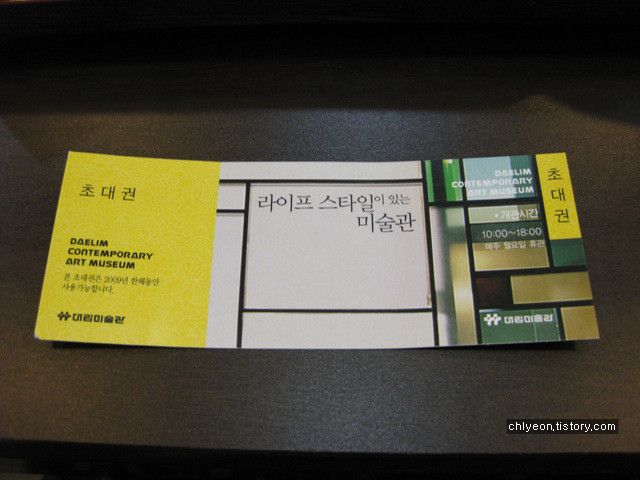 초대권
DAELIM
CONTEMPORARY
ART MUSEUM
본 초대권은 2009년 한해동안
사용가능합니다.
대림미술관
라이프 스타일이 있는
미술관
DAELIM
CONTEMPORARY
ART MUSEUM
• 개관시간
10:00~18:00
매주 월요일 휴관
대림미술관
초대권
chlyeon.tistory.com